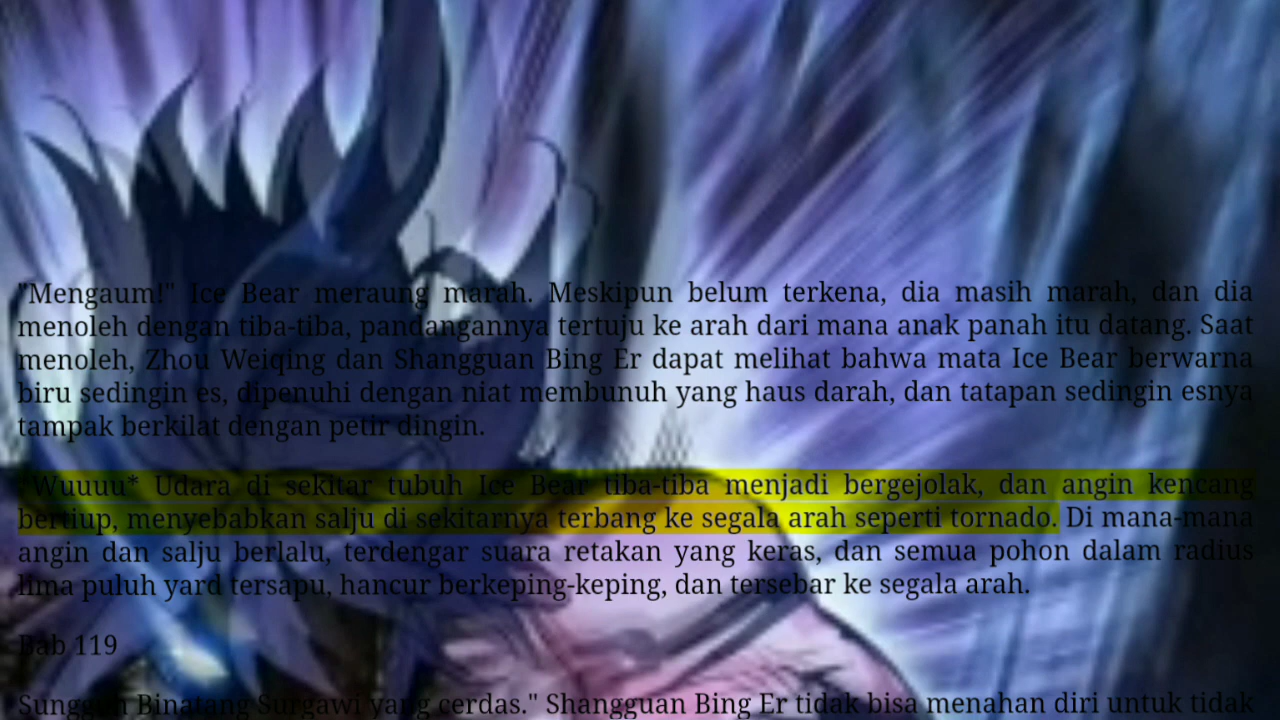 "Mengaum!" Ice Bear meraung marah. Meskipun belum terkena, dia masih marah, dan dia
menoleh dengan tiba-tiba, pandangannya tertuju ke arah dari mana anak panah itu datang. Saat
menoleh, Zhou Weiqing dan Shangguan Bing Er dapat melihat bahwa mata Ice Bear berwarna
biru sedingin es, dipenuhi dengan niat membunuh yang haus darah, dan tatapan sedingin esnya
tampak berkilat dengan petir dingin.
*Wuuuu* Udara di sekitar tubuh Ice Bear tiba-tiba menjadi bergejolak, dan angin kencang
bertiup, menyebabkan salju di sekitarnya terbang ke segala arah seperti tornado. Di mana-mana
angin dan salju berlalu, terdengar suara retakan yang keras, dan semua pohon dalam radius
lima puluh yard tersapu, hancur berkeping-keping, dan tersebar ke segala arah.
Bab 119
Sungguh Binatang Surgawi yang cerdas." Shangguan Bing Er tidak bisa menahan diri untuk tidak